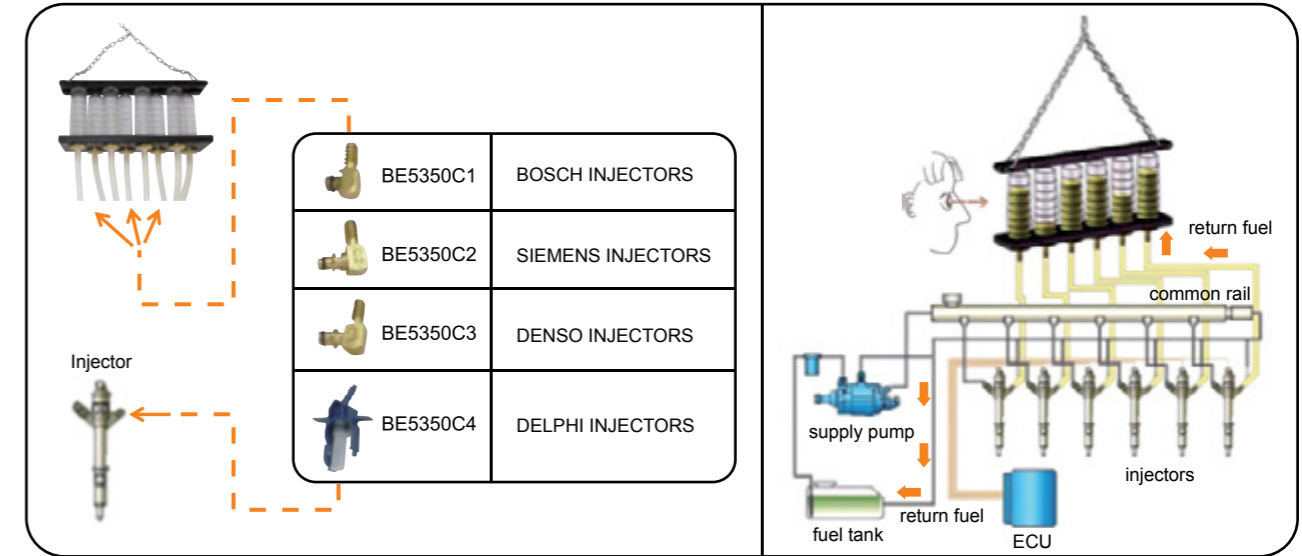 Injector
BE5350C1 BOSCH INJECTORS
BE5350C2 SIEMENS INJECTORS
BE5350C3 DENSO INJECTORS
BE5350C4 DELPHI INJECTORS
return fuel
common rail
supply pump
injectors
fuel tank
return fuel
ECU